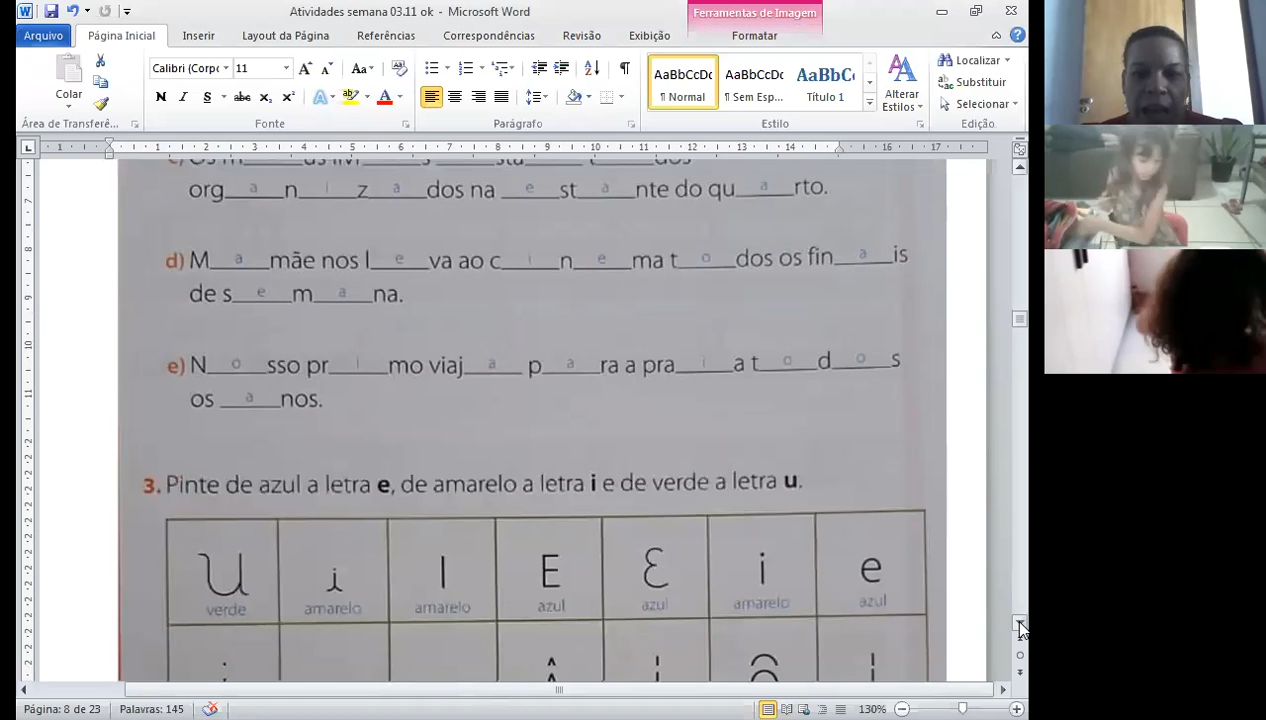 Atividades semana 03.11 ok - Microsoft Word
Ferramentas de Imagem
Arquivo Página Inicial Inserir Layout da Página Referências Correspondências Revisão Exibição Formatar
Colar
Calibri (Corpo 11
AaBbCcDc AaBbCcDc AaBbC
¶ Normal ¶ Sem Esp... Título 1
Alterar
Estilos
Localizar
Substituir
Selecionar
Área de Transferê... Fonte Parágrafo Estilo Edição
org a n i z a dos na e st a nte do qu a rto.
d) M a mãe nos l e va ao c i n e ma t o dos os fin a is
de s e m a na.
e) N o sso pr i mo viaj a p a ra a pra i a t o d o s
os a nos.
3. Pinte de azul a letra e, de amarelo a letra i e de verde a letra u.
U i I E E i e
verde amarelo amarelo azul azul amarelo azul
Página: 8 de 23 Palavras: 145 130%